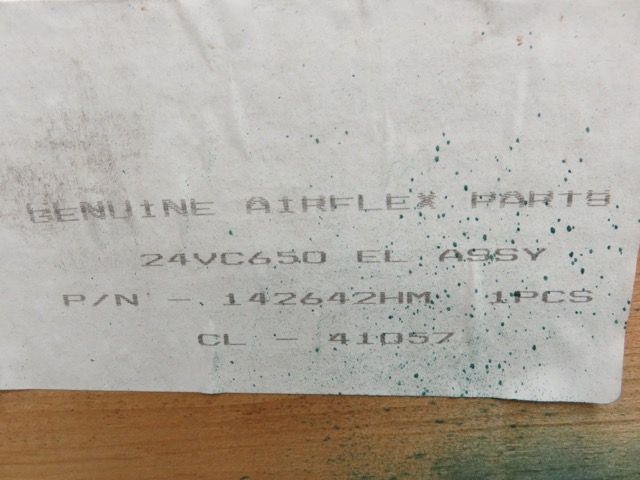 GENUINE AIRFLEX PARTS
24VC650 EL ASSY
P/N - 142642HM 1PCS
CL - 41057